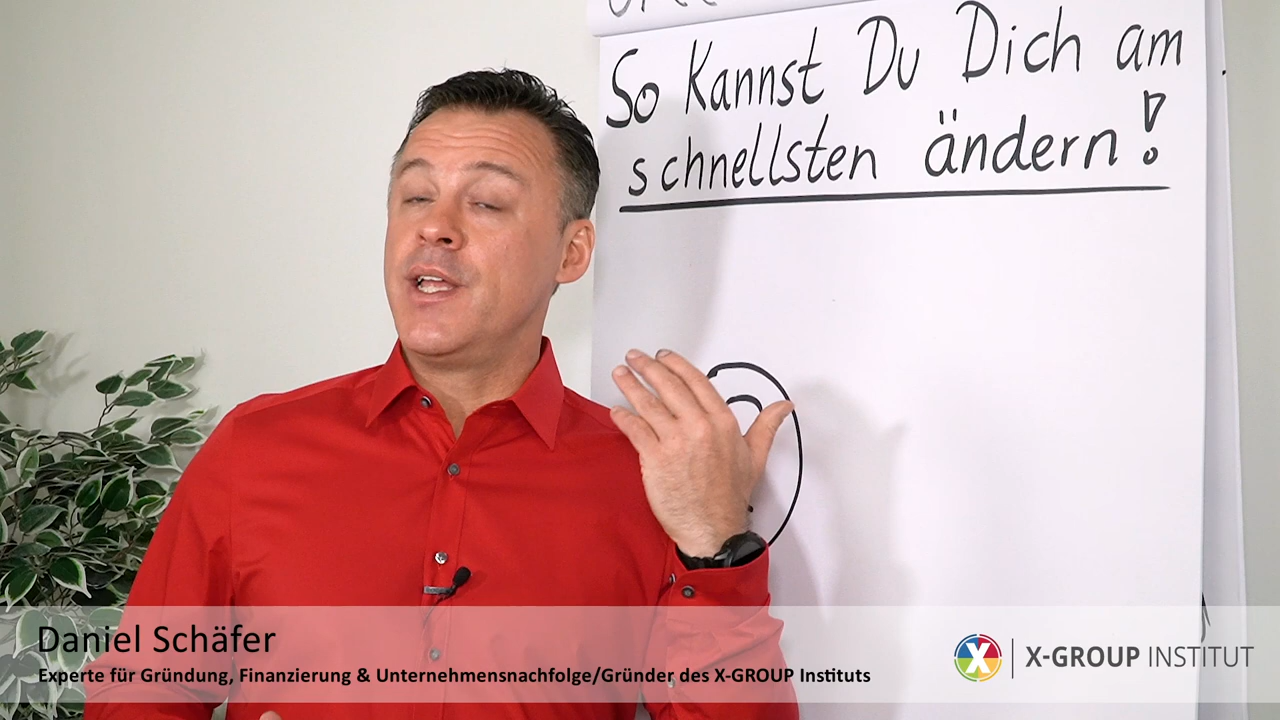 So Kannst Du Dich am
schnellsten ändern!
Daniel Schäfer
Experte für Gründung, Finanzierung & Unternehmensnachfolge/Gründer des X-GROUP Instituts
X
X-GROUP INSTITUT